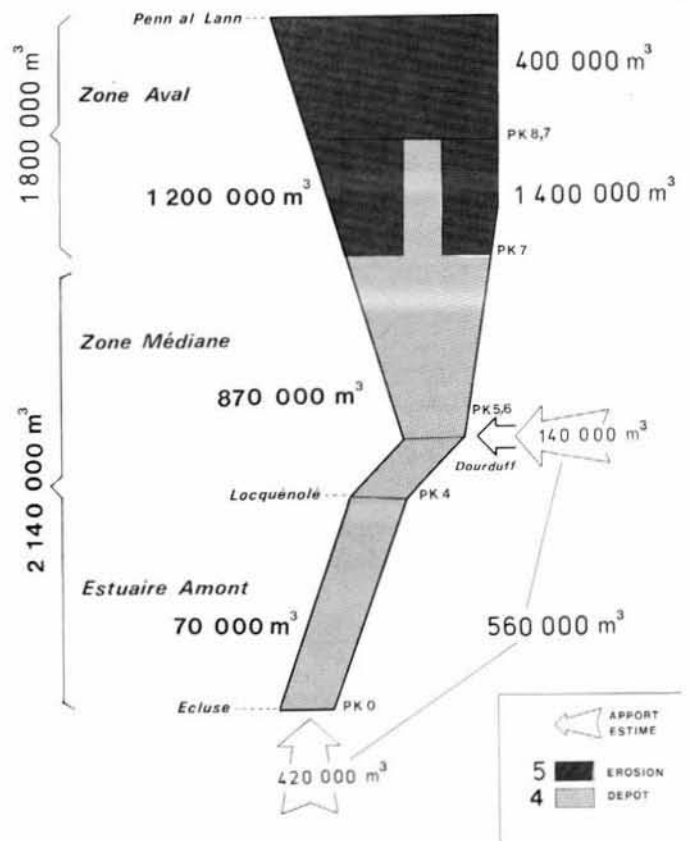 Penn al Lann
400 000 m³
Zone Aval
1 800 000 m³
PK 8,7
1 200 000 m³
1 400 000 m³
PK 7
Zone Médiane
870 000 m³
PK 5,6
140 000 m³
Dourduff
2 140 000 m³
Locquénolé
PK 4
Estuaire Amont
70 000 m³
560 000 m³
Ecluse
PK 0
420 000 m³
APPORT
ESTIME
5 EROSION
4 DEPOT